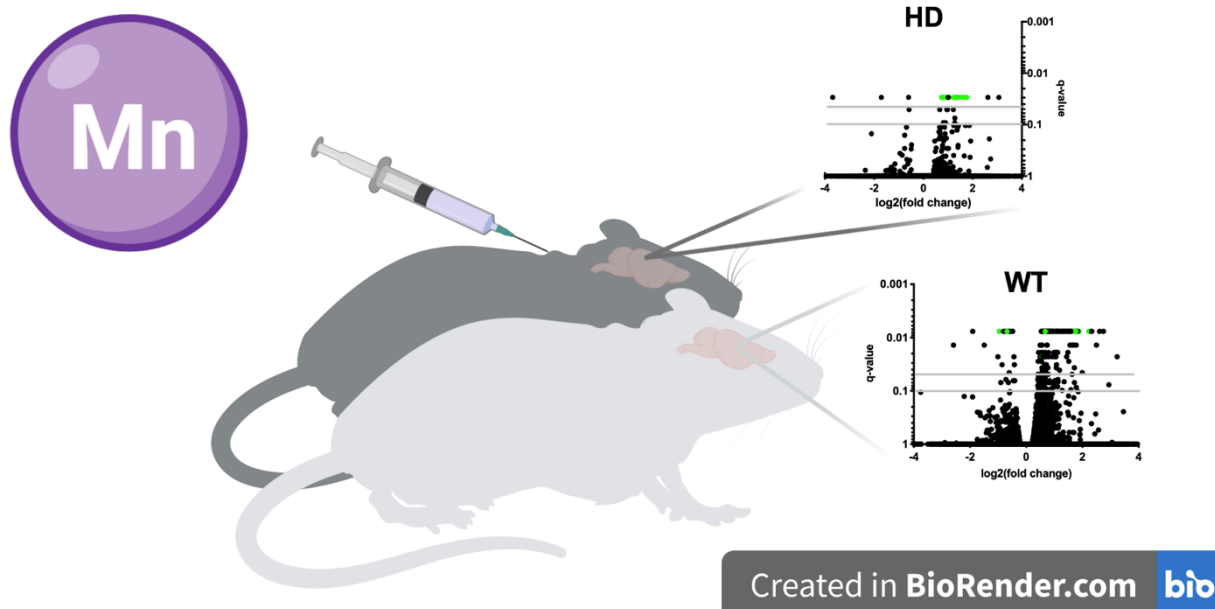 Mn
HD
0.001
0.01
0.1
1
q-value
-4 -2 0 2 4
log2(fold change)
WT
0.001
0.01
0.1
1
q-value
-4 -2 0 2 4
log2(fold change)
Created in BioRender.com bio